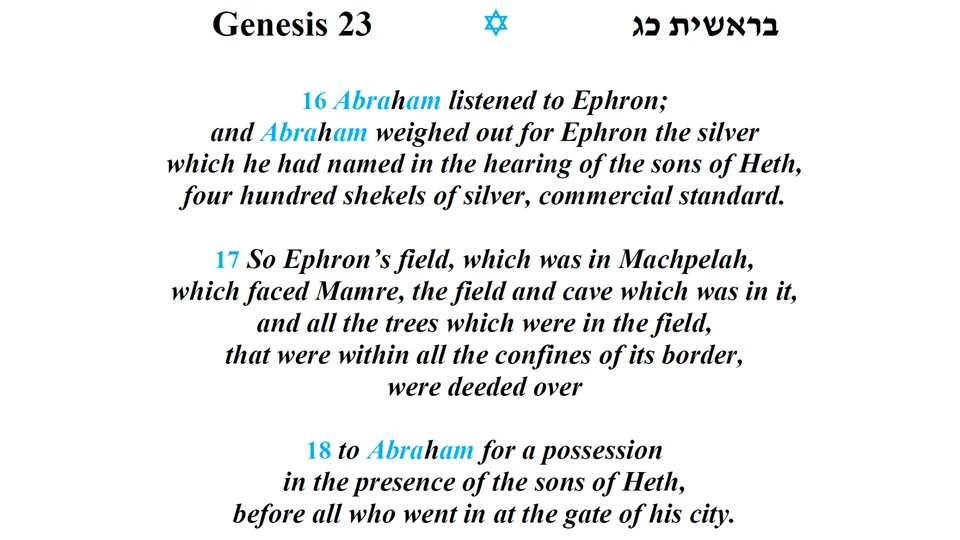 Genesis 23 ✡ בראשית כג
16 Abraham listened to Ephron;
and Abraham weighed out for Ephron the silver
which he had named in the hearing of the sons of Heth,
four hundred shekels of silver, commercial standard.
17 So Ephron’s field, which was in Machpelah,
which faced Mamre, the field and cave which was in it,
and all the trees which were in the field,
that were within all the confines of its border,
were deeded over
18 to Abraham for a possession
in the presence of the sons of Heth,
before all who went in at the gate of his city.